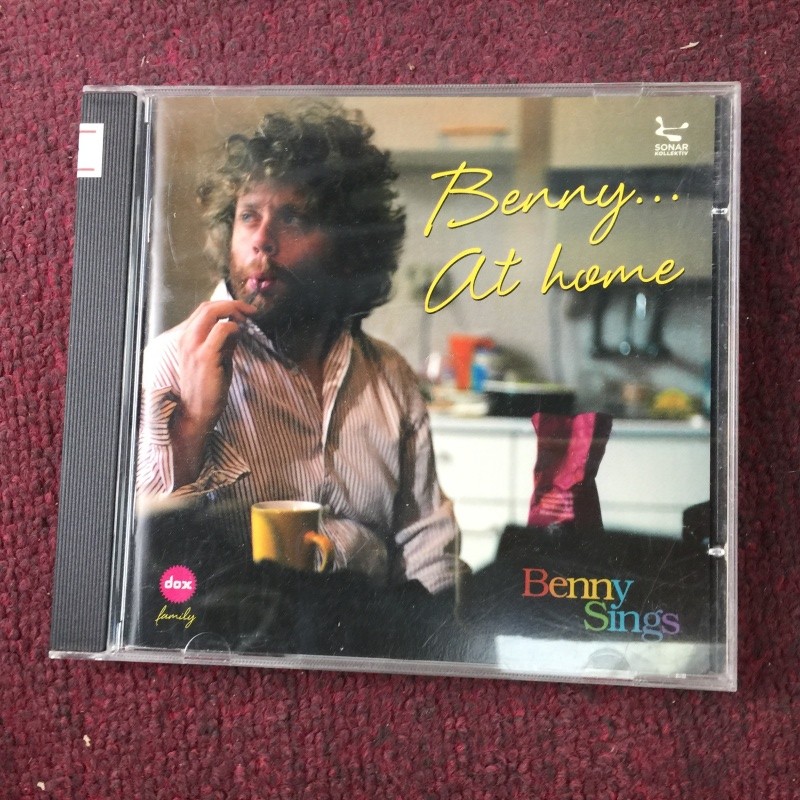 SONAR
KOLLEKTIV
Benny...
At home
dox
family
Benny
Sings